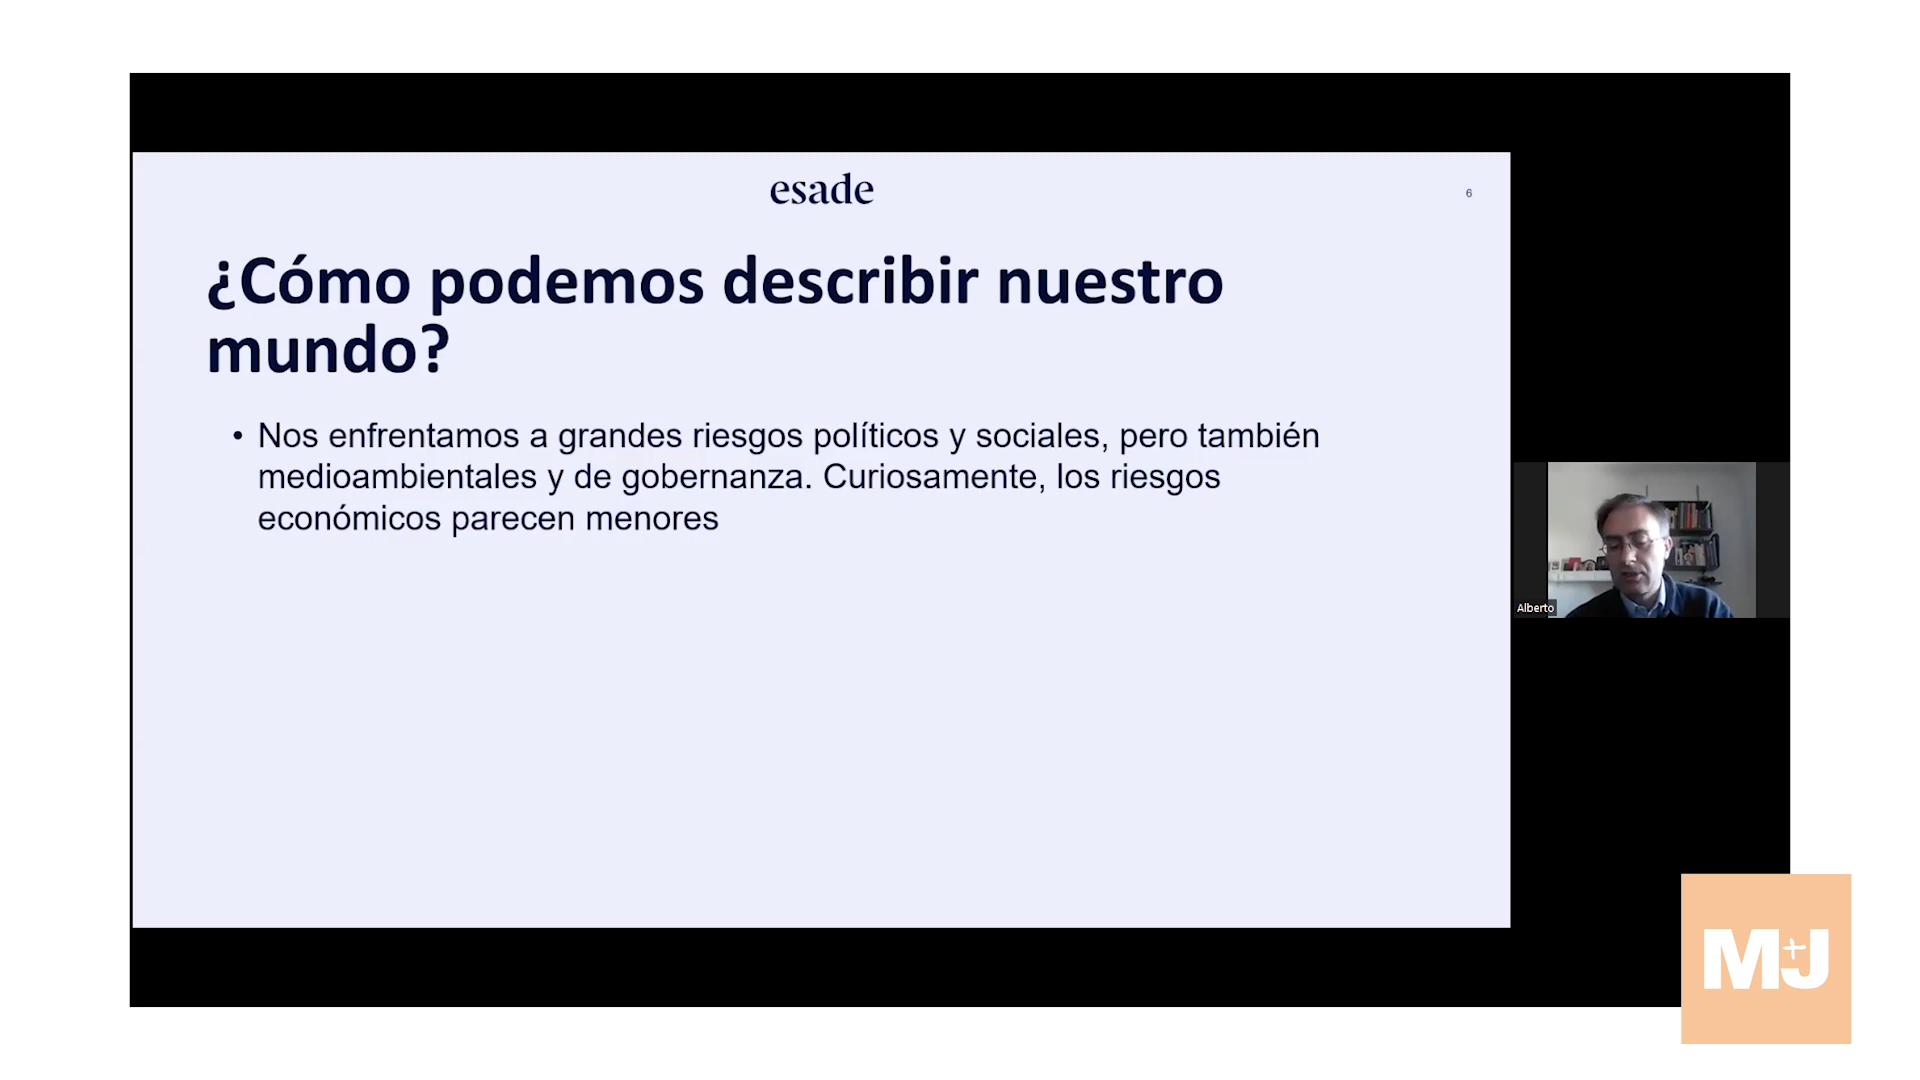 esade
6
¿Cómo podemos describir nuestro
mundo?
• Nos enfrentamos a grandes riesgos políticos y sociales, pero también
medioambientales y de gobernanza. Curiosamente, los riesgos
económicos parecen menores
Alberto
M+J